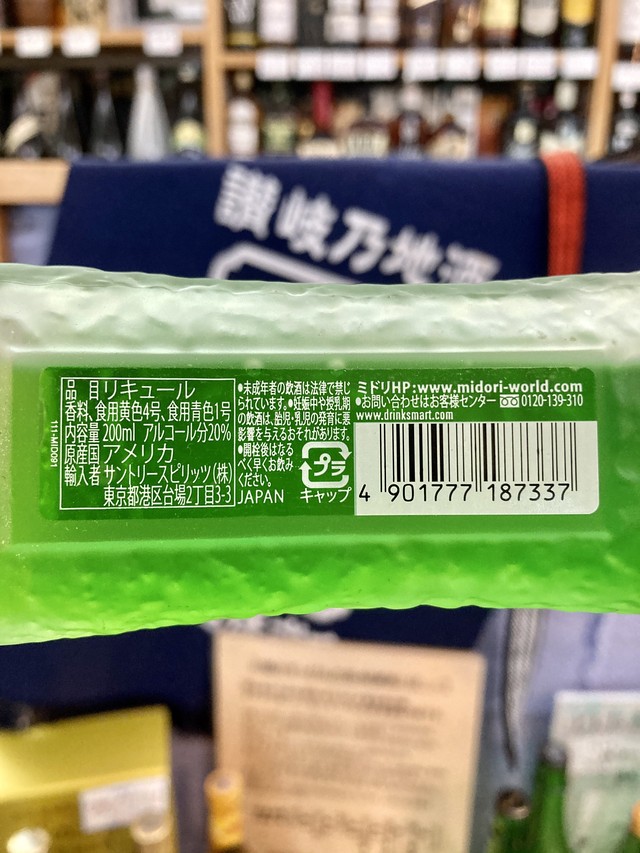 讃岐乃地酒
品 目リキュール
香料、食用黄色4号、食用青色1号
内容量 200ml アルコール分20%
原産国 アメリカ
輸入者 サントリースピリッツ(株)
東京都港区台場2丁目3-3
111-MID091
●未成年者の飲酒は法律で禁じ
られています。●妊娠中や授乳期
の飲酒は、胎児・乳児の発育に悪
影響を与えるおそれがあります。
●開栓後はなる
べく早くお飲み
ください。
JAPAN
プラ
キャップ
ミドリHP:www.midori-world.com
●お問い合わせはお客様センター 0120-139-310
www.drinksmart.com
4 901777 187337